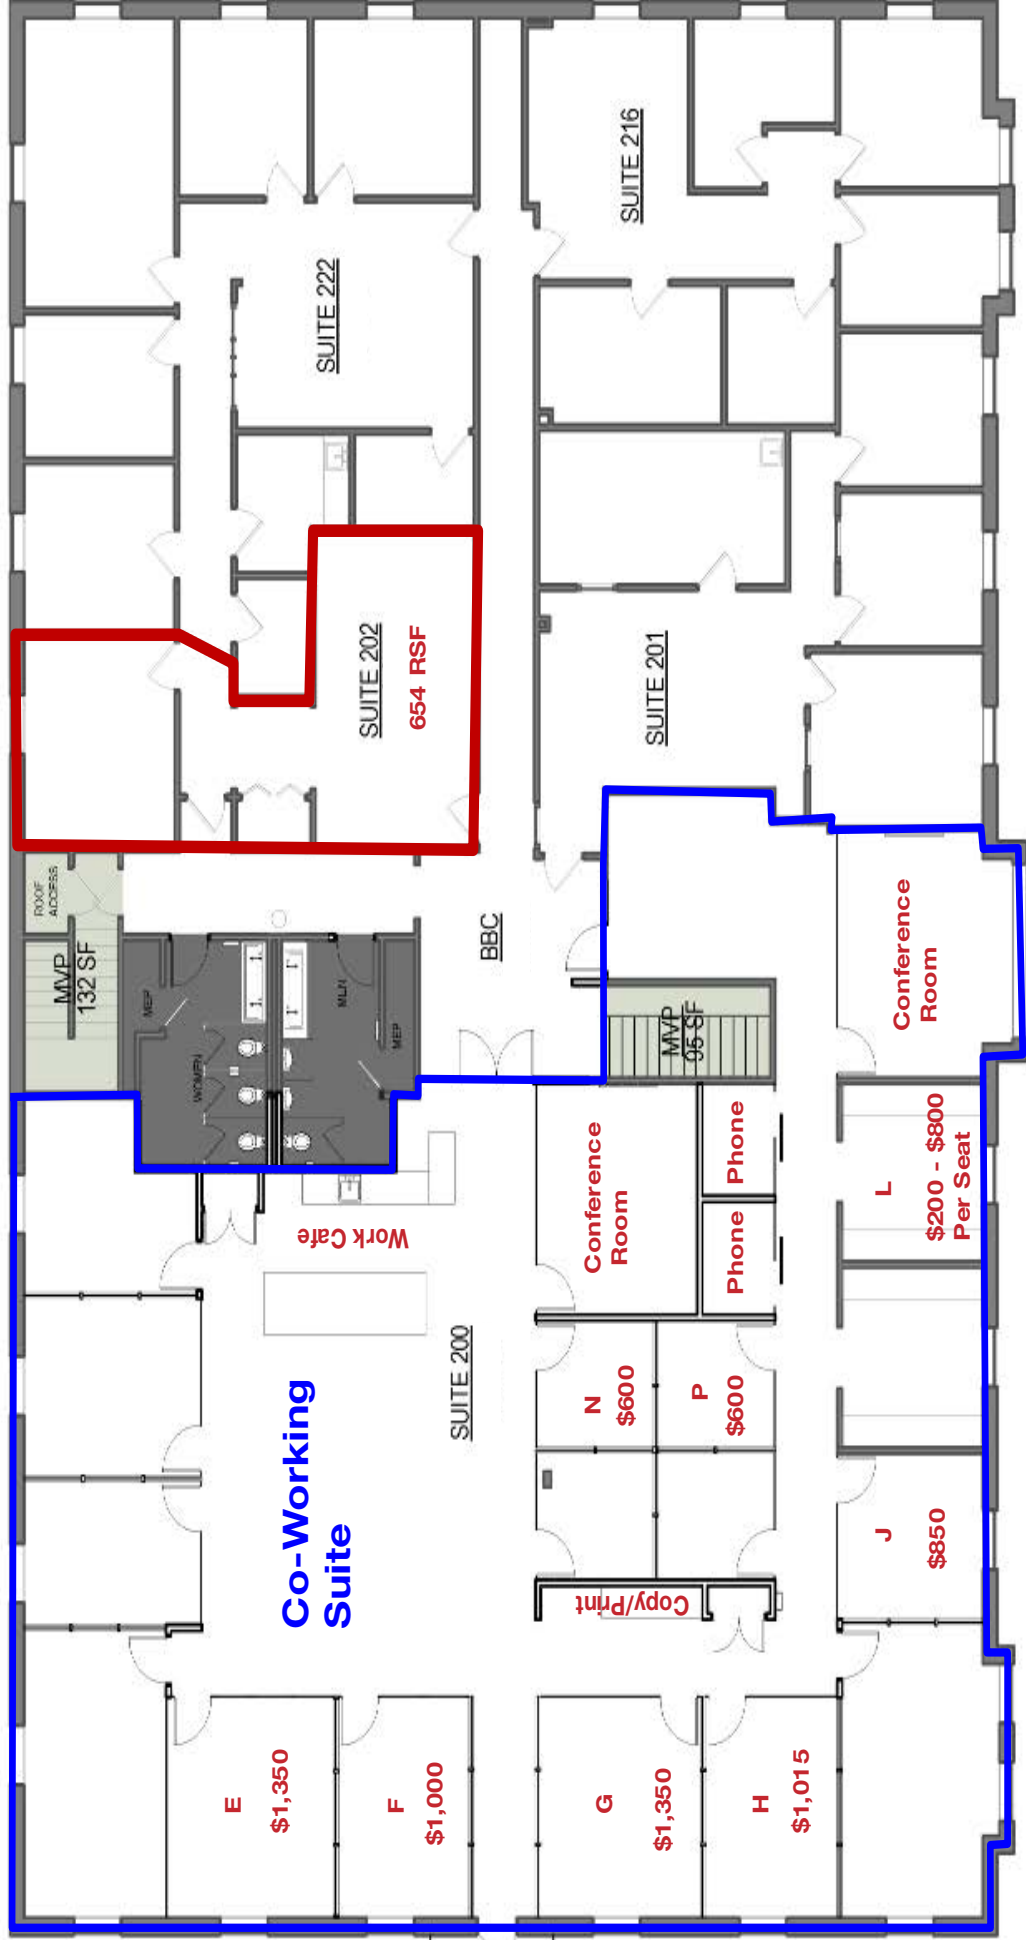 Co-Working
Suite
SUITE 200
Work Cafe
E
$1,350
F
$1,000
G
$1,350
H
$1,015
J
$850
L
$200 - $800
Per Seat
N
$600
P
$600
Copy/Print
Conference
Room
Phone
Phone
Conference
Room
MVP
95 SF
MVP
132 SF
ROOF
ACCESS
MEP
WOMEN
MEP
BBC
SUITE 202
654 RSF
SUITE 201
SUITE 222
SUITE 216